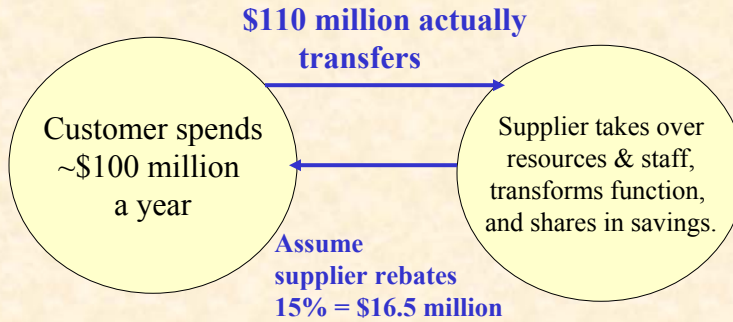 $110 million actually
transfers
Customer spends
~$100 million
a year
Supplier takes over
resources & staff,
transforms function,
and shares in savings.
Assume
supplier rebates
15% = $16.5 million